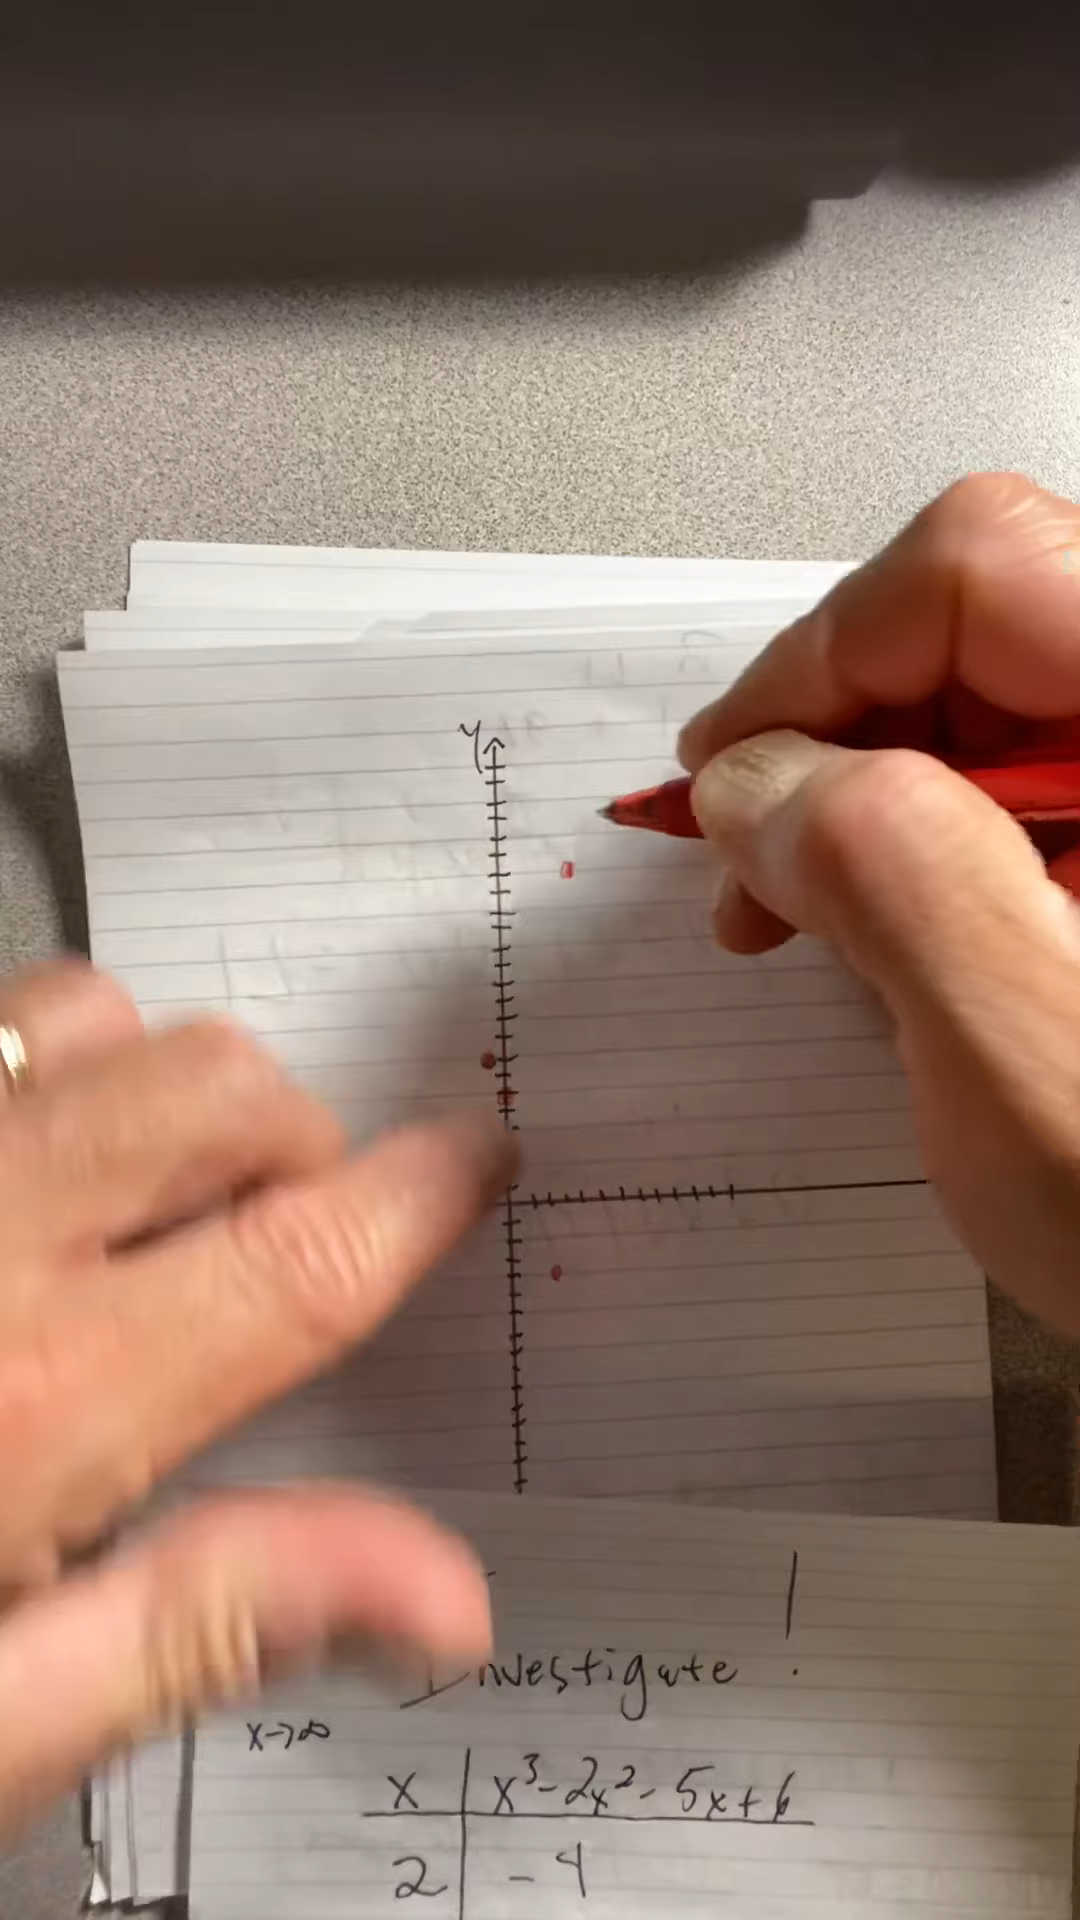 y
Investigate !
x→∞
x | x³-2x²-5x+6
2 | -4